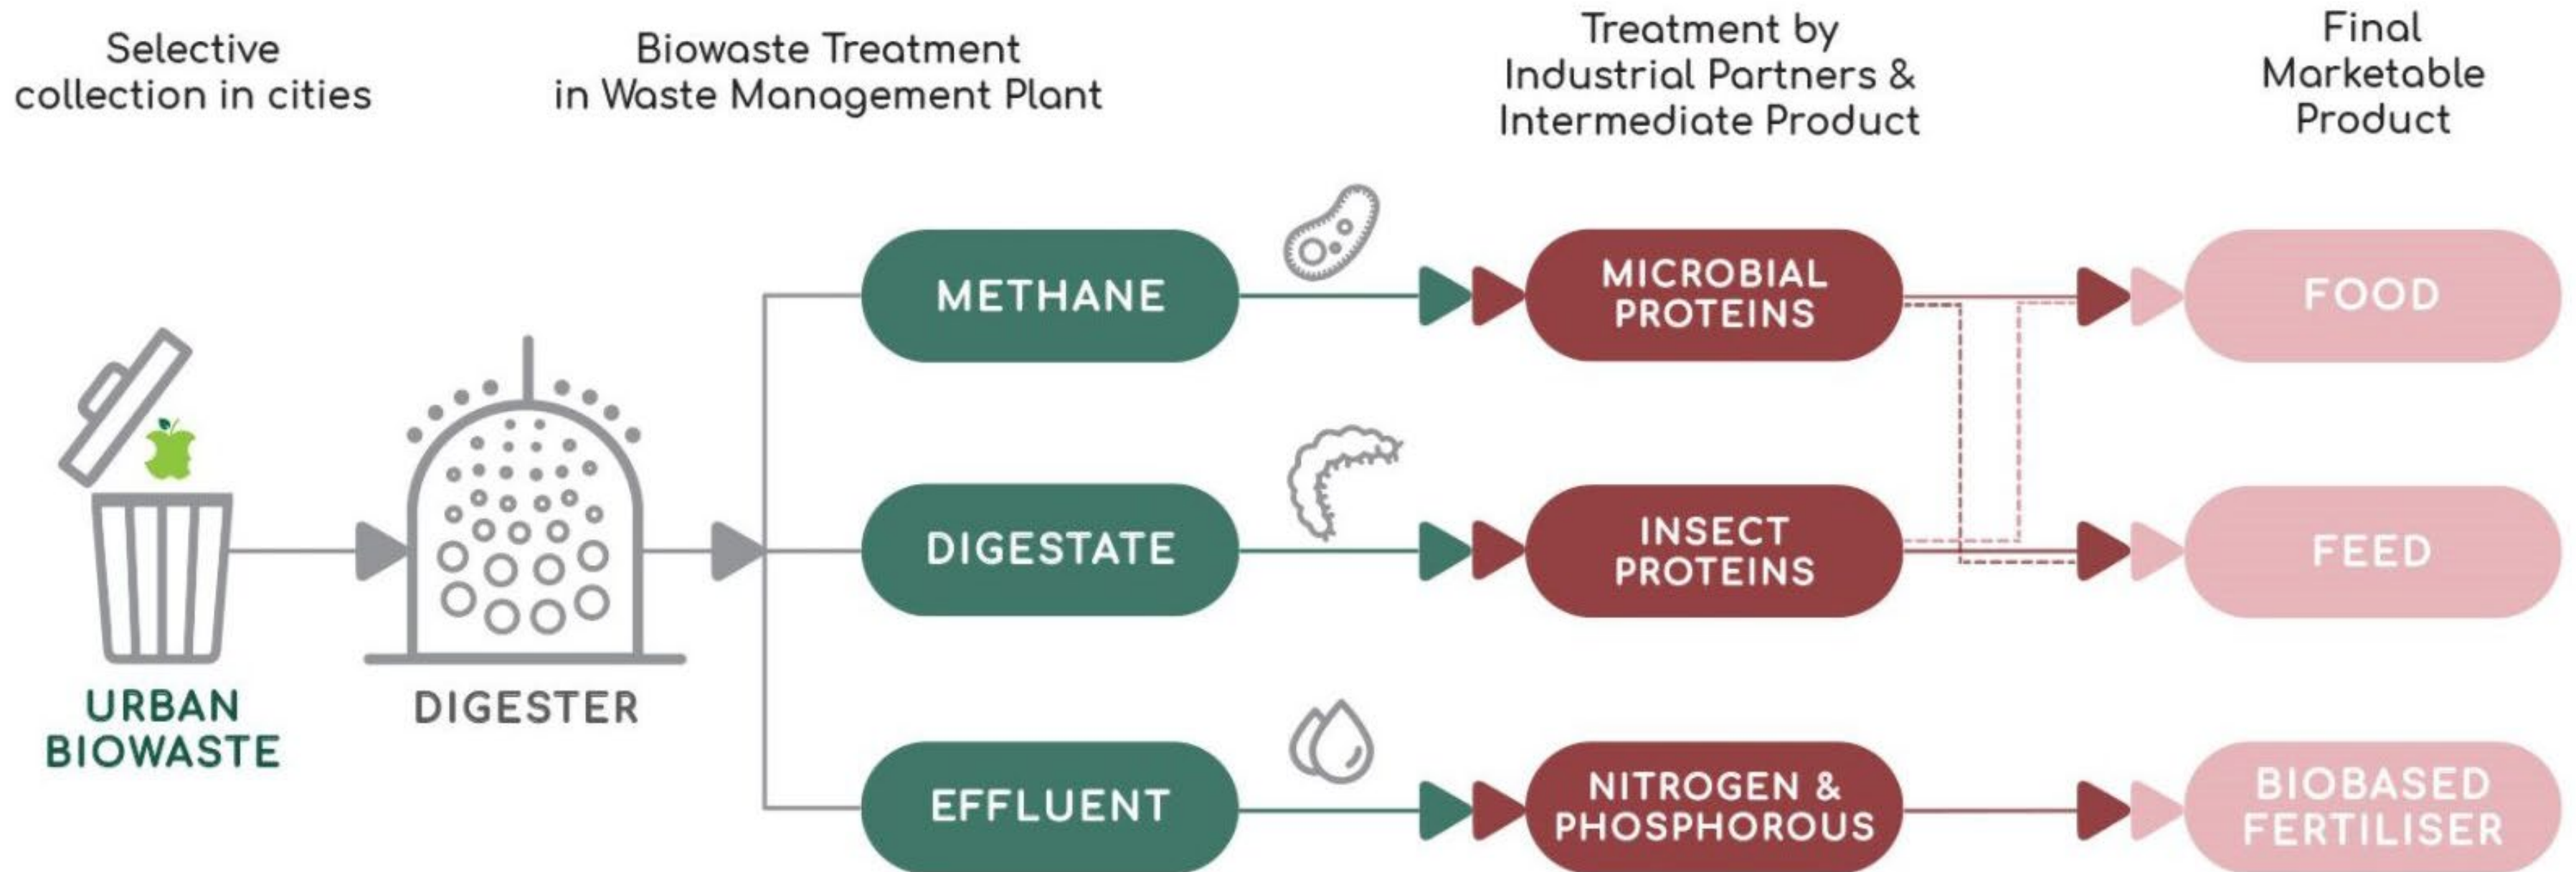 Selective
collection in cities
Biowaste Treatment
in Waste Management Plant
Treatment by
Industrial Partners &
Intermediate Product
Final
Marketable
Product
URBAN
BIOWASTE
DIGESTER
METHANE
MICROBIAL
PROTEINS
FOOD
DIGESTATE
INSECT
PROTEINS
FEED
EFFLUENT
NITROGEN &
PHOSPHOROUS
BIOBASED
FERTILISER